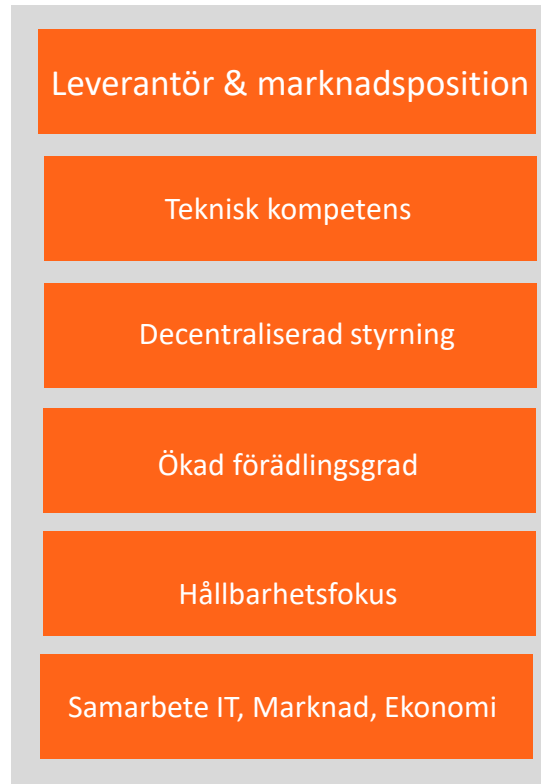 Leverantör & marknadsposition
Teknisk kompetens
Decentraliserad styrning
Ökad förädlingsgrad
Hållbarhetsfokus
Samarbete IT, Marknad, Ekonomi